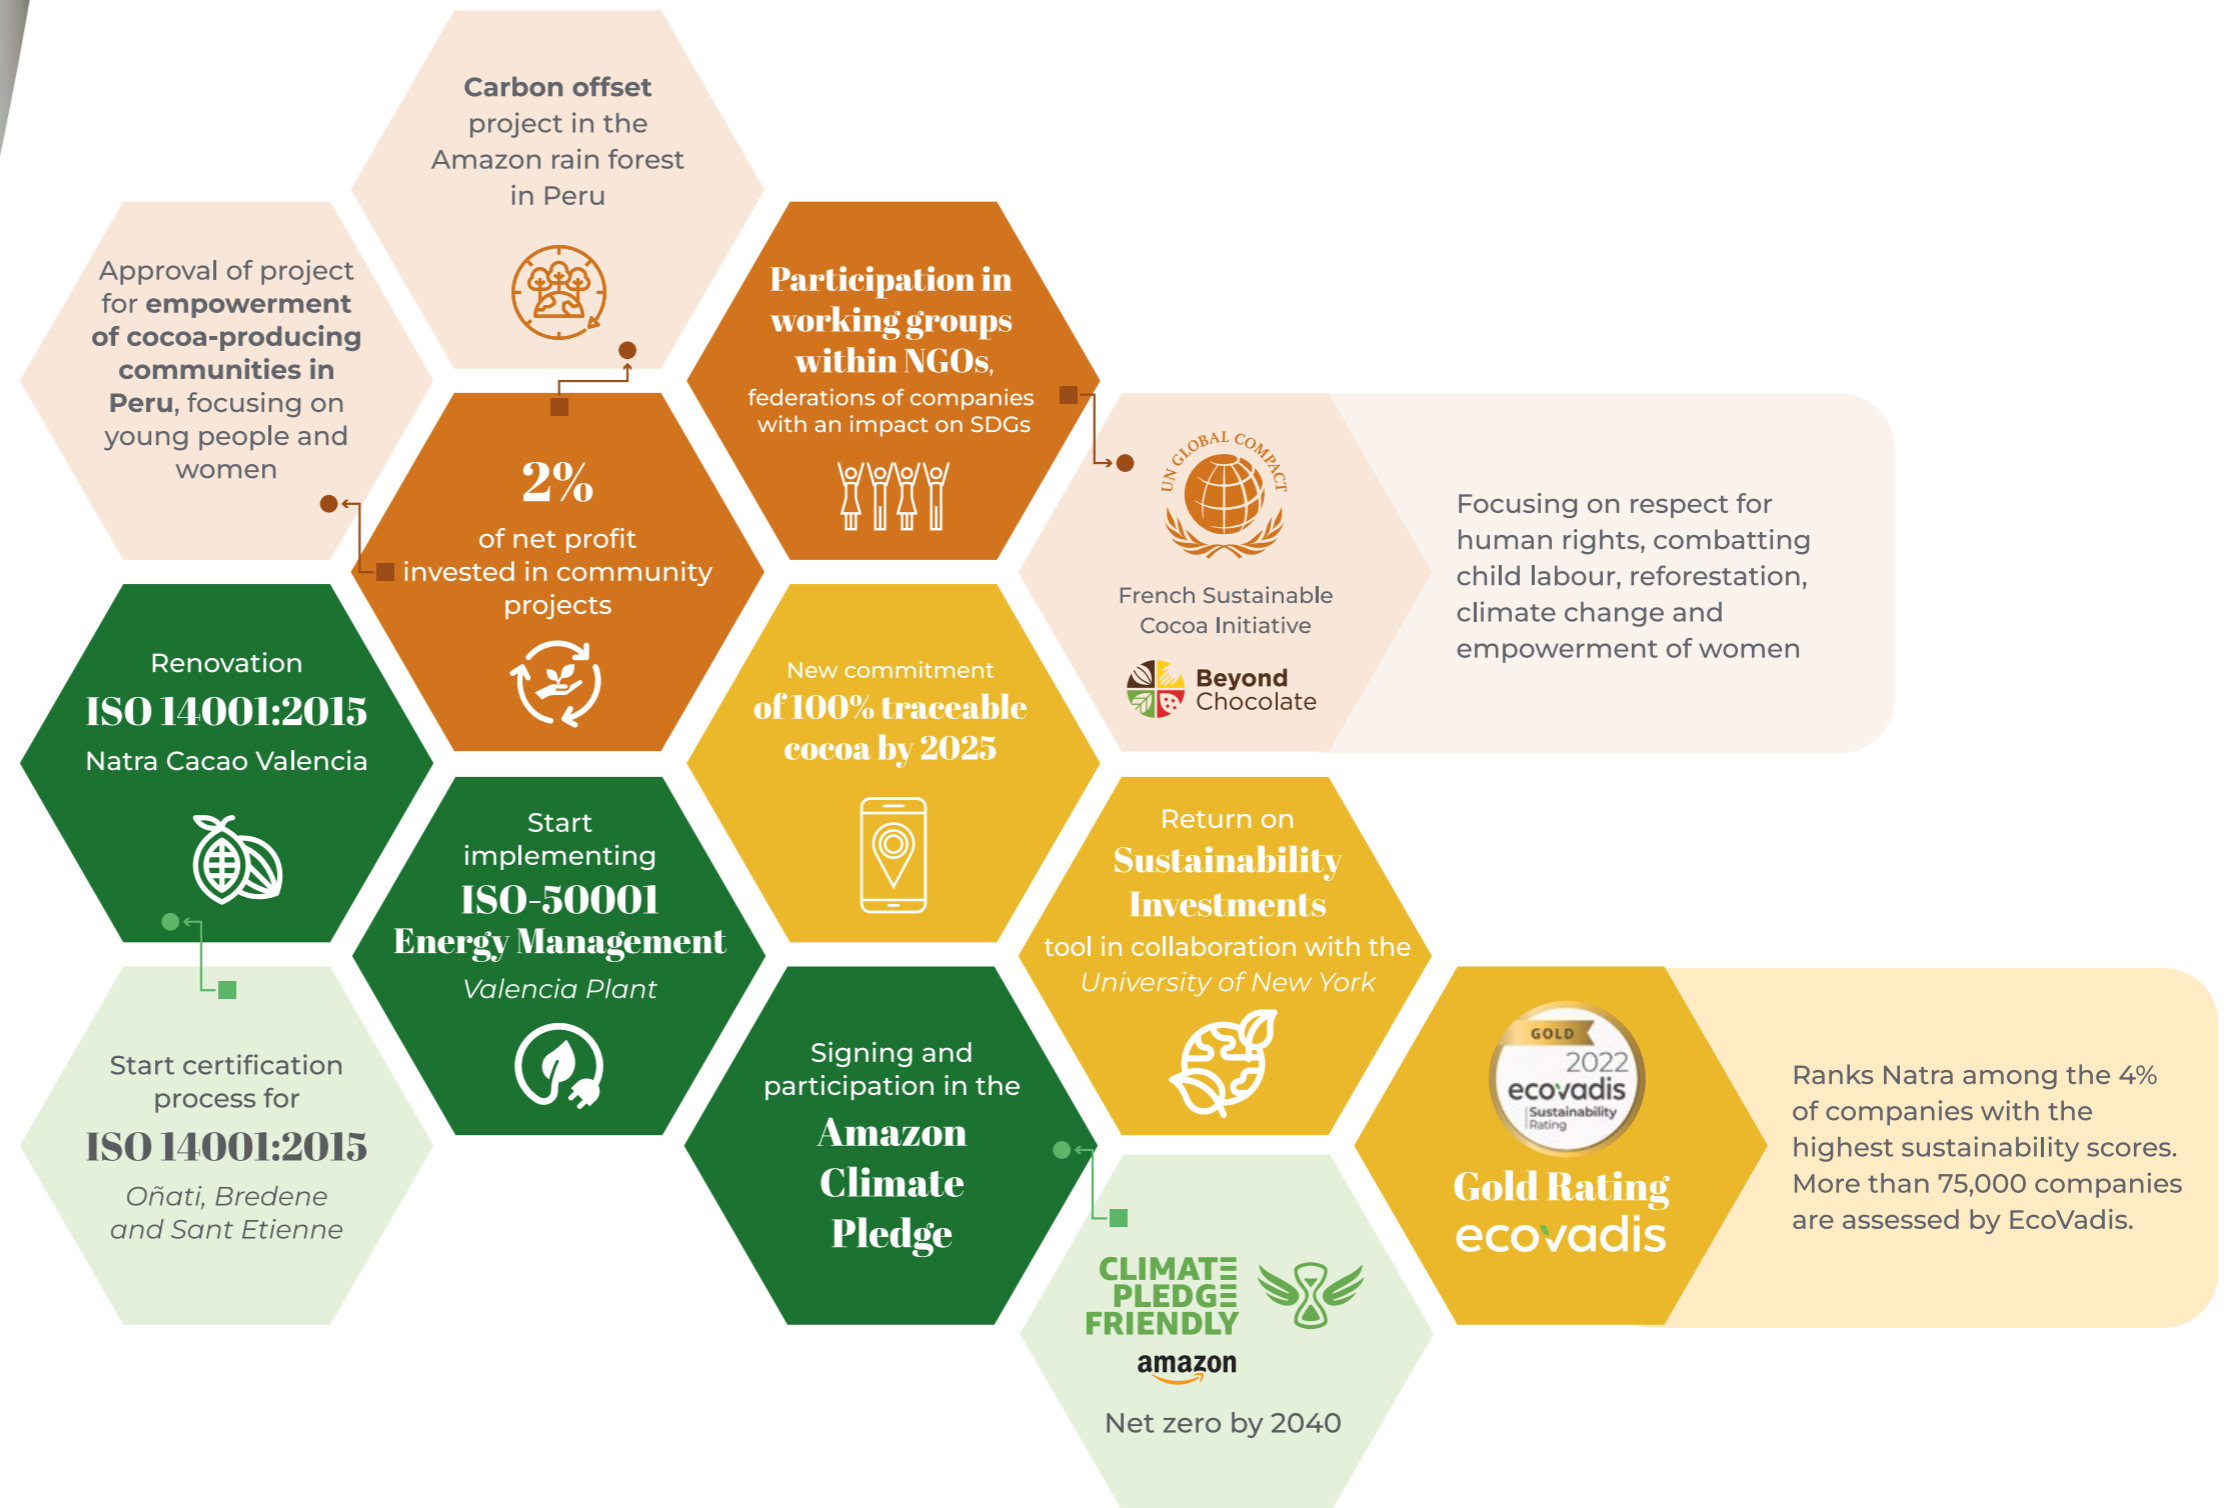 Carbon offset
project in the
Amazon rain forest
in Peru
Approval of project
for empowerment
of cocoa-producing
communities in
Peru, focusing on
young people and
women
Participation in
working groups
within NGOs,
federations of companies
with an impact on SDGs
2%
of net profit
invested in community
projects
UN GLOBAL COMPACT
French Sustainable
Cocoa Initiative
Beyond
Chocolate
Focusing on respect for
human rights, combatting
child labour, reforestation,
climate change and
empowerment of women
Renovation
ISO 14001:2015
Natra Cacao Valencia
New commitment
of 100% traceable
cocoa by 2025
Start
implementing
ISO-50001
Energy Management
Valencia Plant
Return on
Sustainability
Investments
tool in collaboration with the
University of New York
Start certification
process for
ISO 14001:2015
Oñati, Bredene
and Sant Etienne
Signing and
participation in the
Amazon
Climate
Pledge
GOLD
2022
ecovadis
Sustainability
Rating
Gold Rating
ecovadis
Ranks Natra among the 4%
of companies with the
highest sustainability scores.
More than 75,000 companies
are assessed by EcoVadis.
CLIMATE
PLEDGE
FRIENDLY
amazon
Net zero by 2040